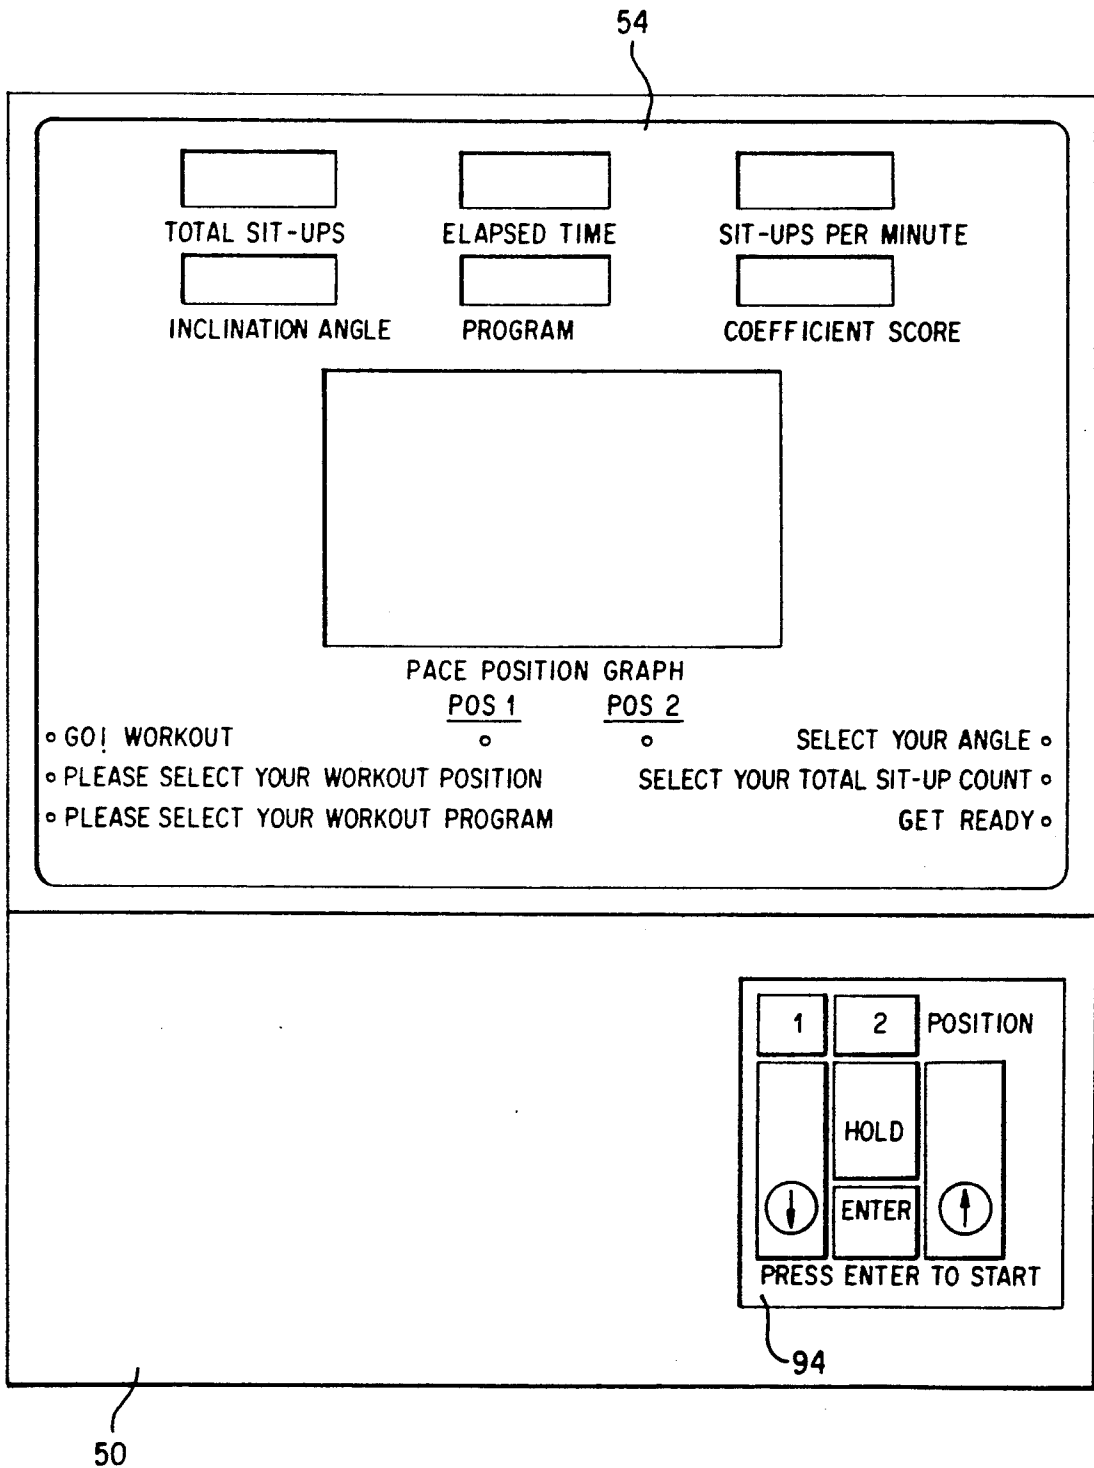 54
TOTAL SIT-UPS ELAPSED TIME SIT-UPS PER MINUTE
INCLINATION ANGLE PROGRAM COEFFICIENT SCORE
PACE POSITION GRAPH
POS 1 POS 2
GO! WORKOUT SELECT YOUR ANGLE
PLEASE SELECT YOUR WORKOUT POSITION SELECT YOUR TOTAL SIT-UP COUNT
PLEASE SELECT YOUR WORKOUT PROGRAM GET READY
1 2 POSITION
HOLD
↓ ENTER ↑
PRESS ENTER TO START
94
50